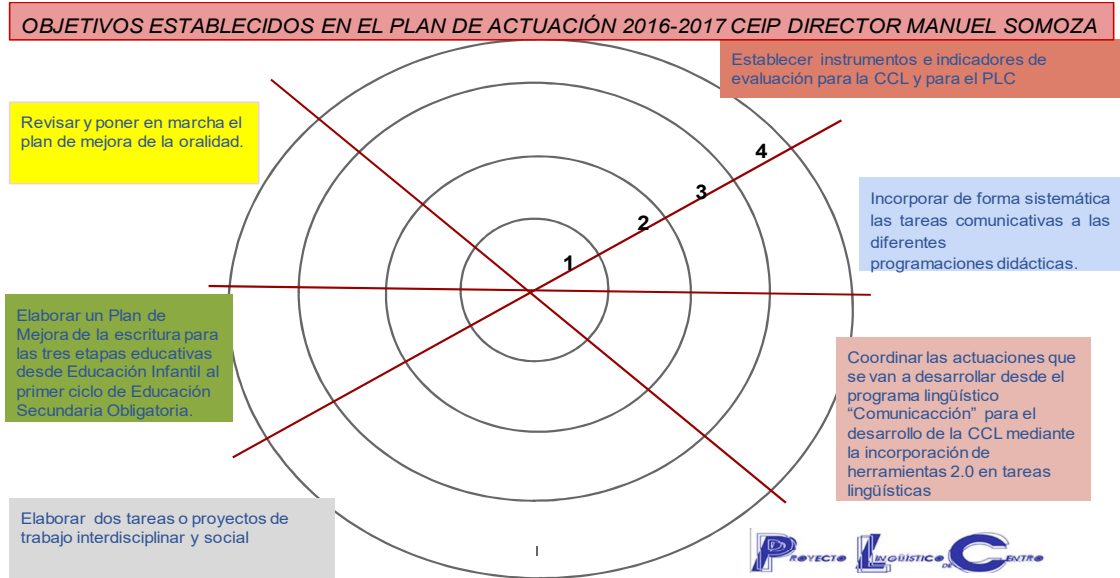 OBJETIVOS ESTABLECIDOS EN EL PLAN DE ACTUACIÓN 2016-2017 CEIP DIRECTOR MANUEL SOMOZA
Establecer instrumentos e indicadores de
evaluación para la CCL y para el PLC
Revisar y poner en marcha el
plan de mejora de la oralidad.
4
3
2
1
Incorporar de forma sistemática
las tareas comunicativas a las
diferentes
programaciones didácticas.
Elaborar un Plan de
Mejora de la escritura para
las tres etapas educativas
desde Educación Infantil al
primer ciclo de Educación
Secundaria Obligatoria.
Coordinar las actuaciones que
se van a desarrollar desde el
programa lingüístico
“Comunicacción” para el
desarrollo de la CCL mediante
la incorporación de
herramientas 2.0 en tareas
lingüísticas
Elaborar dos tareas o proyectos de
trabajo interdisciplinar y social
I
PROYECTO LINGÜISTICO DE CENTRO